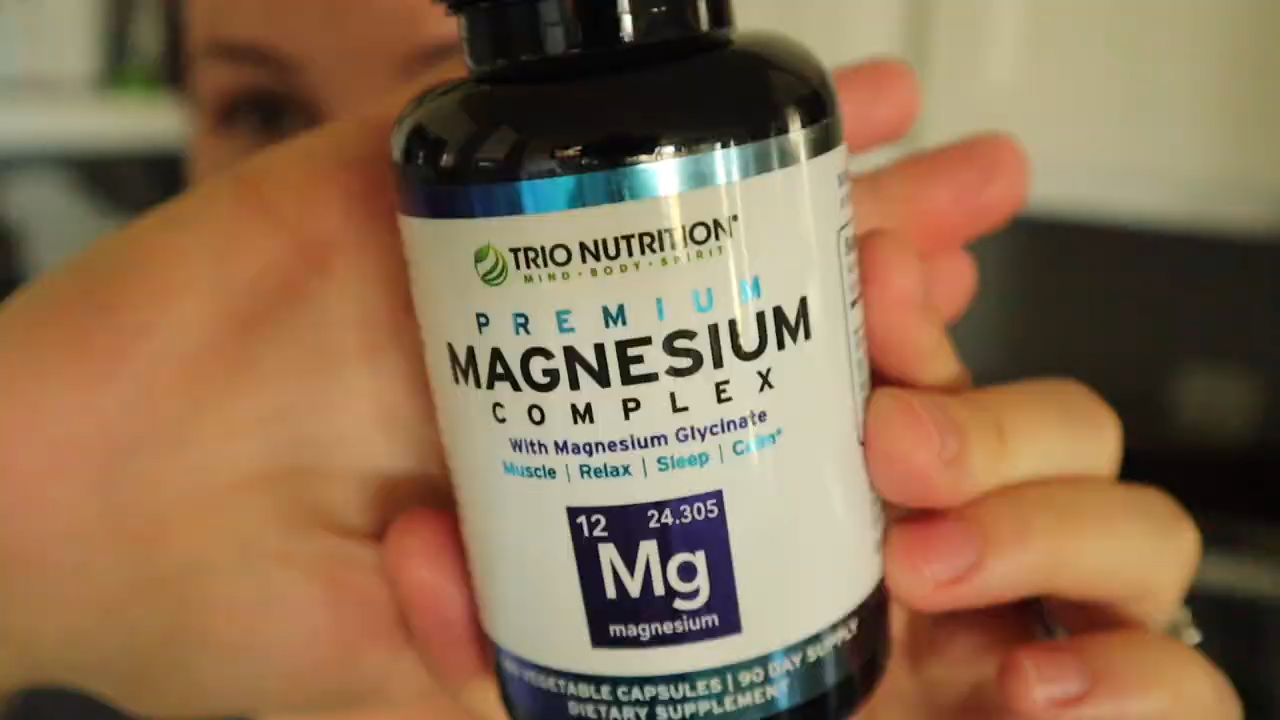 TRIO NUTRITION
MIND • BODY • SPIRIT
PREMIUM
MAGNESIUM
COMPLEX
With Magnesium Glycinate
Muscle | Relax | Sleep |
12 24.305
Mg
magnesium
VEGETABLE CAPSULES | 90 DAY SUPPLY
DIETARY SUPPLEMENT